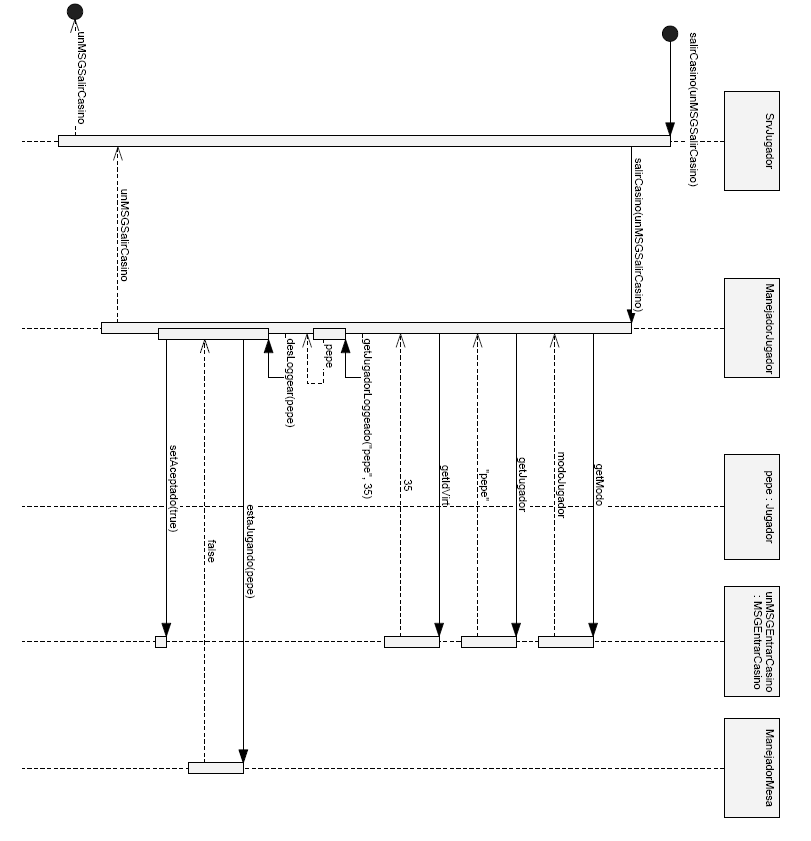 SrvJugador
ManejadorJugador
pepe : Jugador
unMSGEntrarCasino
: MSGEntrarCasino
ManejadorMesa
salirCasino(unMSGSalirCasino)
salirCasino(unMSGSalirCasino)
getModo
modoJugador
getJugador
"pepe"
getIdVirt
35
getJugadorLoggeado("pepe", 35)
pepe
desLoggear(pepe)
estaJugando(pepe)
false
setAceptado(true)
unMSGSalirCasino
unMSGSalirCasino